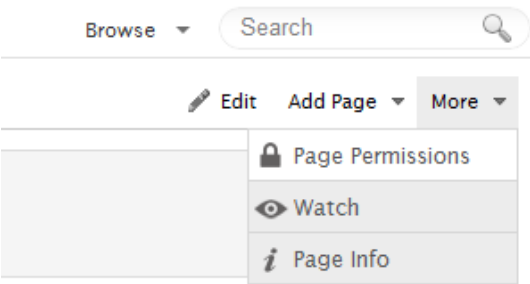 Browse Search
Edit Add Page More
Page Permissions
Watch
Page Info